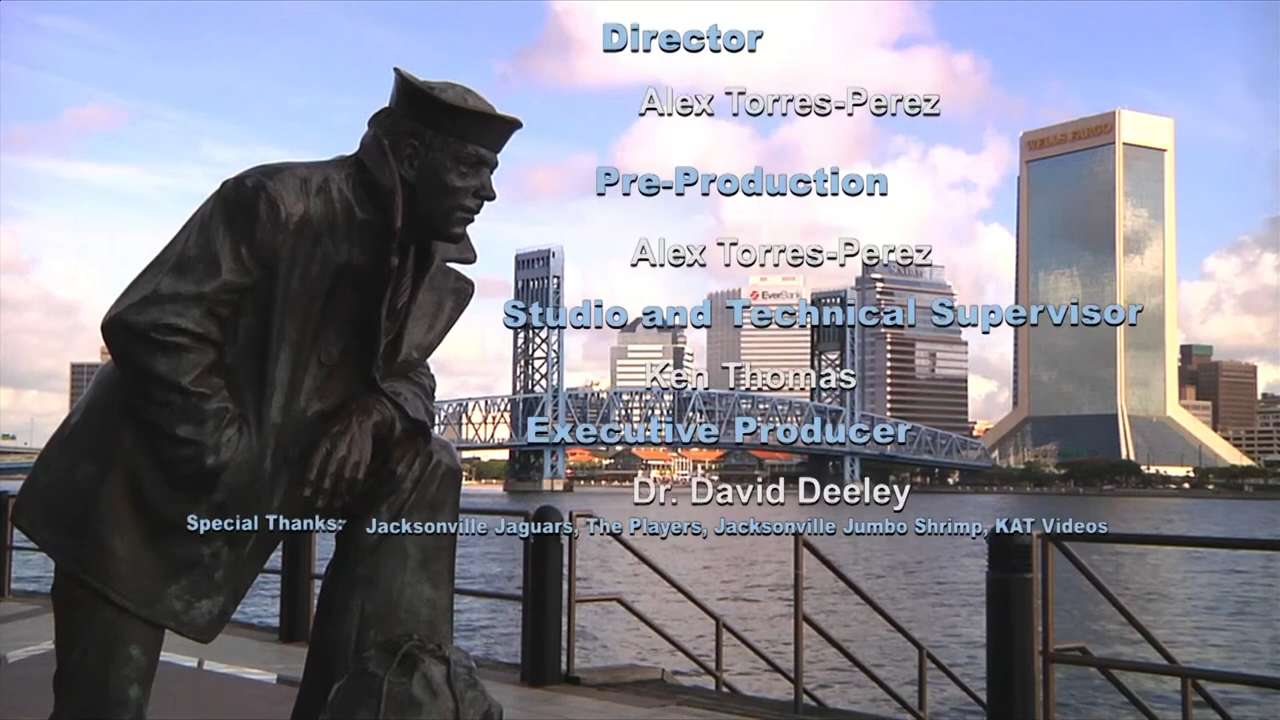 Director
Alex Torres-Perez
WELLS FARGO
Pre-Production
Alex Torres-Perez
EverBank
Studio and Technical Supervisor
Ken Thomas
Executive Producer
Dr. David Deeley
Special Thanks: Jacksonville Jaguars, The Players, Jacksonville Jumbo Shrimp, KAT Videos